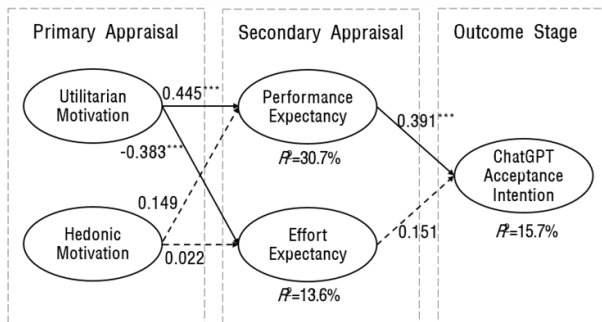 Primary Appraisal
Secondary Appraisal
Outcome Stage
Utilitarian
Motivation
0.445***
Performance
Expectancy
R²=30.7%
0.391***
-0.383***
ChatGPT
Acceptance
Intention
R²=15.7%
0.149
Hedonic
Motivation
0.022
Effort
Expectancy
R²=13.6%
0.151